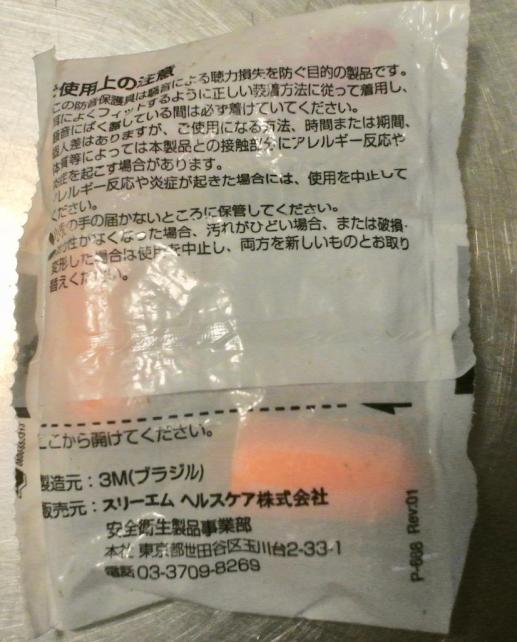 使用上の注意
この防音保護具は騒音による聴力損失を防ぐ目的の製品です。
によくフィットするように正しい装着方法に従って着用し、
騒音にばく露している間は必ず着けていてください。
個人差はありますが、ご使用になる方法、時間または期間、
体質等によっては本製品との接触部分にアレルギー反応や
炎症を起こす場合があります。
アレルギー反応や炎症が起きた場合には、使用を中止して
ください。
の手の届かないところに保管してください。
性がなくなった場合、汚れがひどい場合、または破損・
変形した場合は使用を中止し、両方を新しいものとお取り
替えください。
ここから開けてください。
製造元：3M(ブラジル)
販売元：スリーエム ヘルスケア株式会社
安全衛生製品事業部
本社 東京都世田谷区玉川台2-33-1
電話 03-3709-8269
P-668 Rev.01